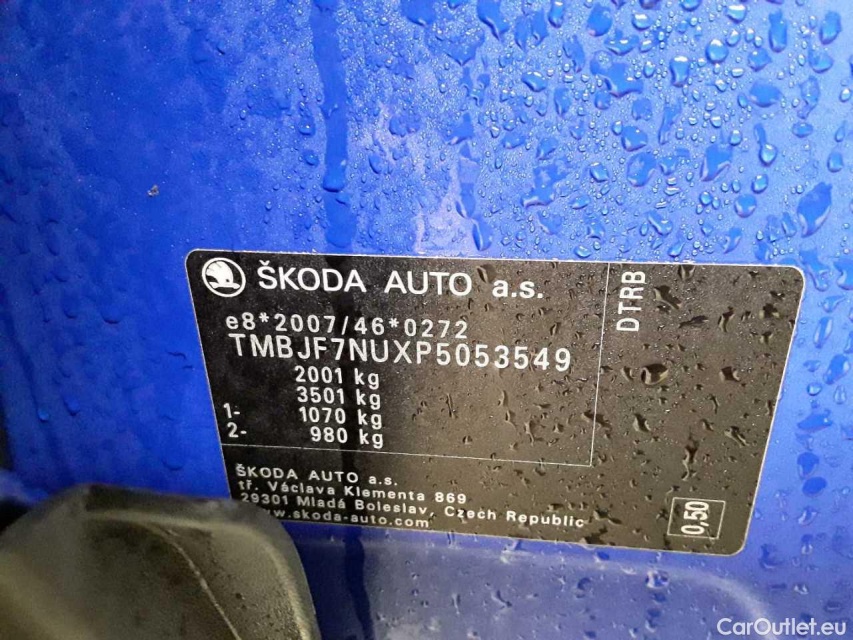 ŠKODA AUTO a.s.
e8*2007/46*0272
TMBJF7NUXP5053549
2001 kg
3501 kg
1- 1070 kg
2- 980 kg
DTRB
ŠKODA AUTO a.s.
tř. Václava Klementa 869
29301 Mladá Boleslav, Czech Republic
www.skoda-auto.com
0,50
CarOutlet.eu